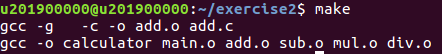 u201900000@u201900000:~/exercise2$ make
gcc -g   -c -o add.o add.c
gcc -o calculator main.o add.o sub.o mul.o div.o